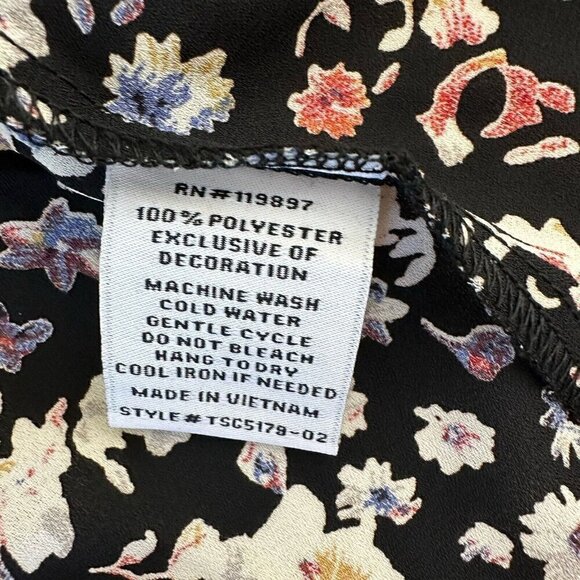 RN#119897
100% POLYESTER
EXCLUSIVE OF
DECORATION
MACHINE WASH
COLD WATER
GENTLE CYCLE
DO NOT BLEACH
HANG TO DRY
COOL IRON IF NEEDED
MADE IN VIETNAM
STYLE#TSC5179-02